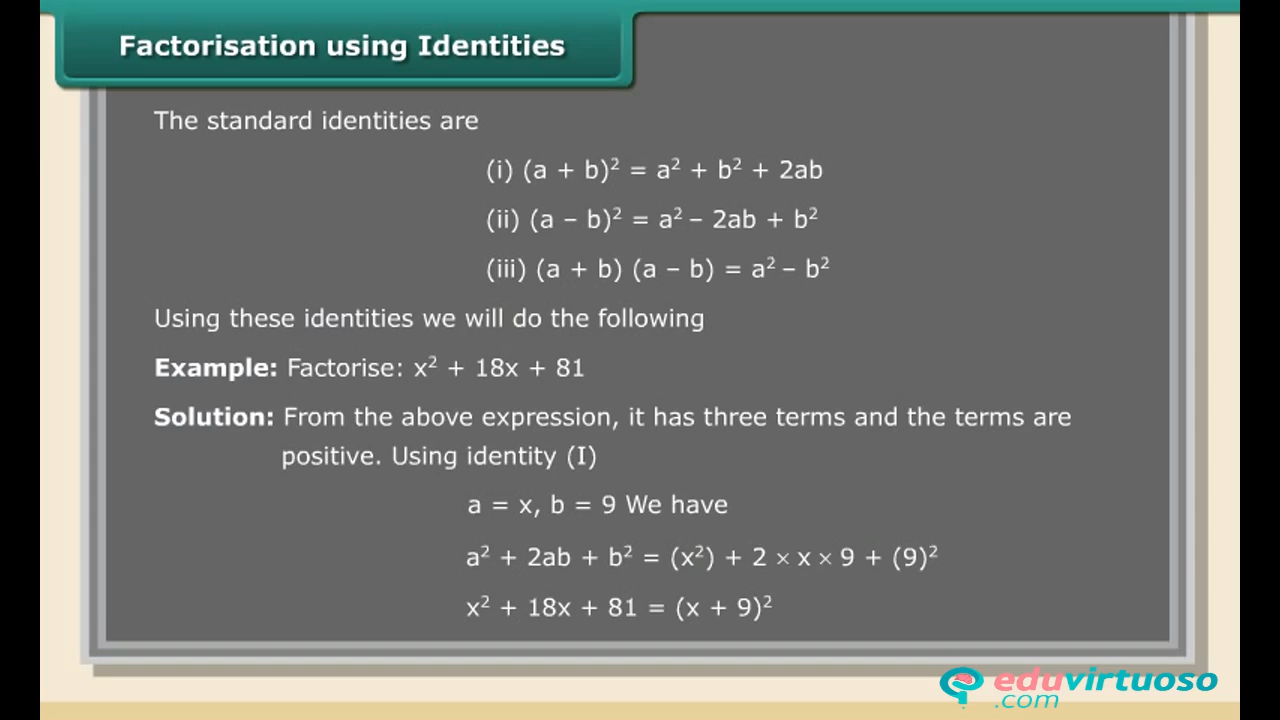 Factorisation using Identities
The standard identities are
(i) (a + b)² = a² + b² + 2ab
(ii) (a – b)² = a² – 2ab + b²
(iii) (a + b) (a – b) = a² – b²
Using these identities we will do the following
Example: Factorise: x² + 18x + 81
Solution: From the above expression, it has three terms and the terms are
positive. Using identity (I)
a = x, b = 9 We have
a² + 2ab + b² = (x²) + 2 × x × 9 + (9)²
x² + 18x + 81 = (x + 9)²
eduvirtuoso
.com